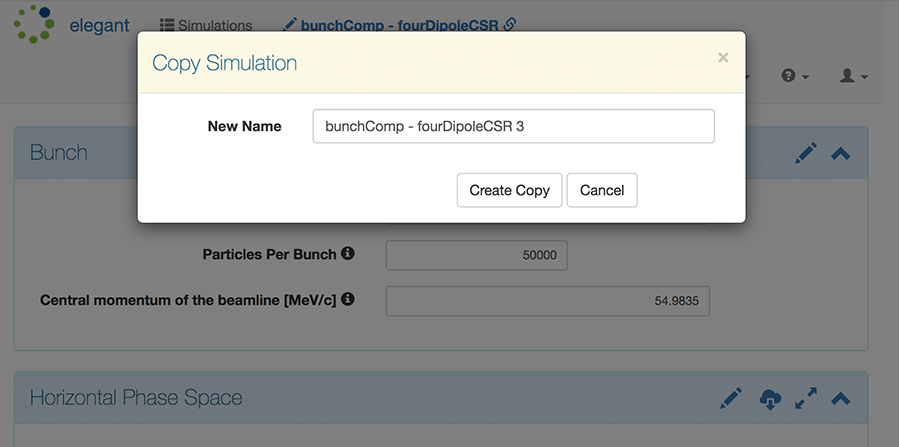 elegant Simulations bunchComp - fourDipoleCSR
Copy Simulation ×
New Name bunchComp - fourDipoleCSR 3
Create Copy Cancel
Bunch
Particles Per Bunch 50000
Central momentum of the beamline [MeV/c] 54.9835
Horizontal Phase Space